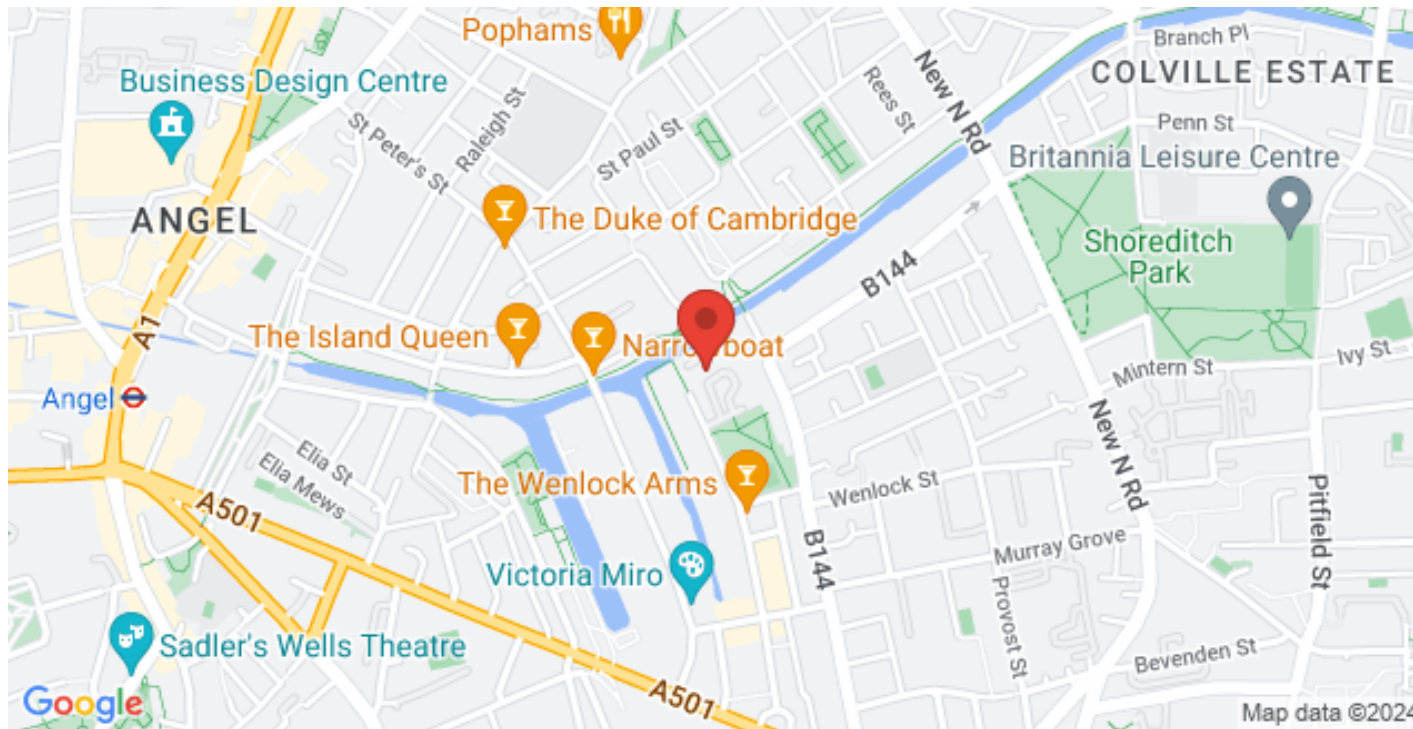 Pophams
Branch Pl
COLVILLE ESTATE
Business Design Centre
Rees St
New N Rd
Raleigh St
St Peter's St
St Paul St
Penn St
Britannia Leisure Centre
ANGEL
The Duke of Cambridge
Shoreditch
Park
B144
A1
The Island Queen
Narrowboat
Ivy St
Mintern St
Angel
New N Rd
Elia St
Elia Mews
The Wenlock Arms
Wenlock St
A501
Pitfield St
B144
Murray Grove
Victoria Miro
Provost St
Sadler's Wells Theatre
Bevenden St
A501
Google
Map data ©2024